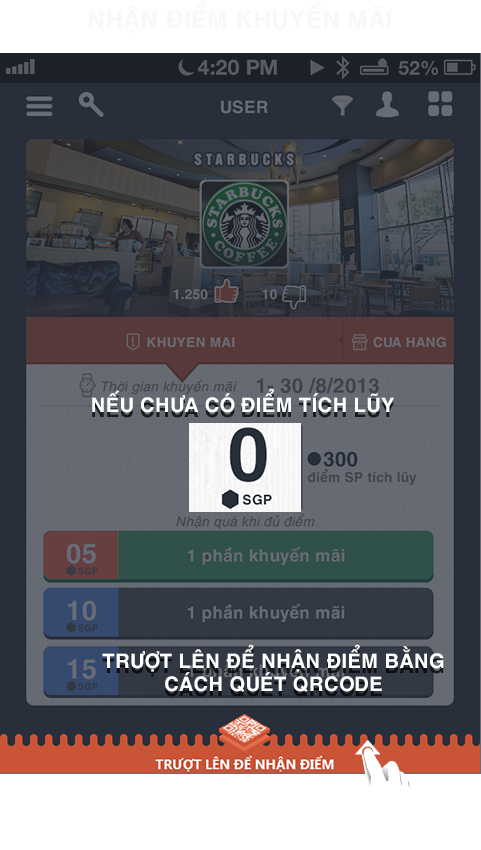 NHẬN ĐIỂM KHUYẾN MÃI
4:20 PM 52%
USER
STARBUCKS
STARBUCKS COFFEE
1.250 10
KHUYEN MAI CUA HANG
Thời gian khuyến mãi 1- 30 /8/2013
NẾU CHƯA CÓ ĐIỂM TÍCH LŨY
0
SGP
300
điểm SP tích lũy
Nhận quà khi đủ điểm
05 SGP 1 phần khuyến mãi
10 SGP 1 phần khuyến mãi
15 SGP
TRƯỢT LÊN ĐỂ NHẬN ĐIỂM BẰNG
CÁCH QUÉT QRCODE
TRƯỢT LÊN ĐỂ NHẬN ĐIỂM